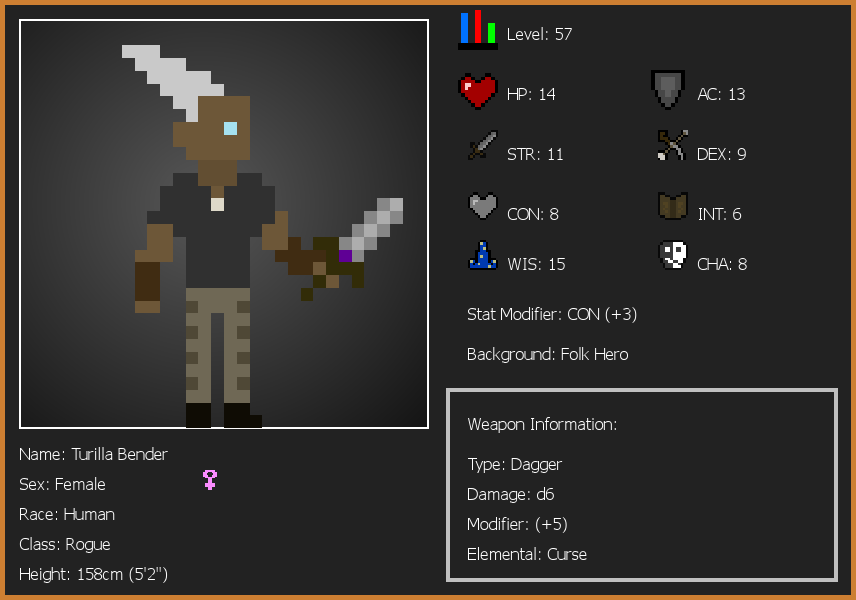 Level: 57
HP: 14
AC: 13
STR: 11
DEX: 9
CON: 8
INT: 6
WIS: 15
CHA: 8
Stat Modifier: CON (+3)
Background: Folk Hero
Weapon Information:
Type: Dagger
Damage: d6
Modifier: (+5)
Elemental: Curse
Name: Turilla Bender
Sex: Female
Race: Human
Class: Rogue
Height: 158cm (5'2")